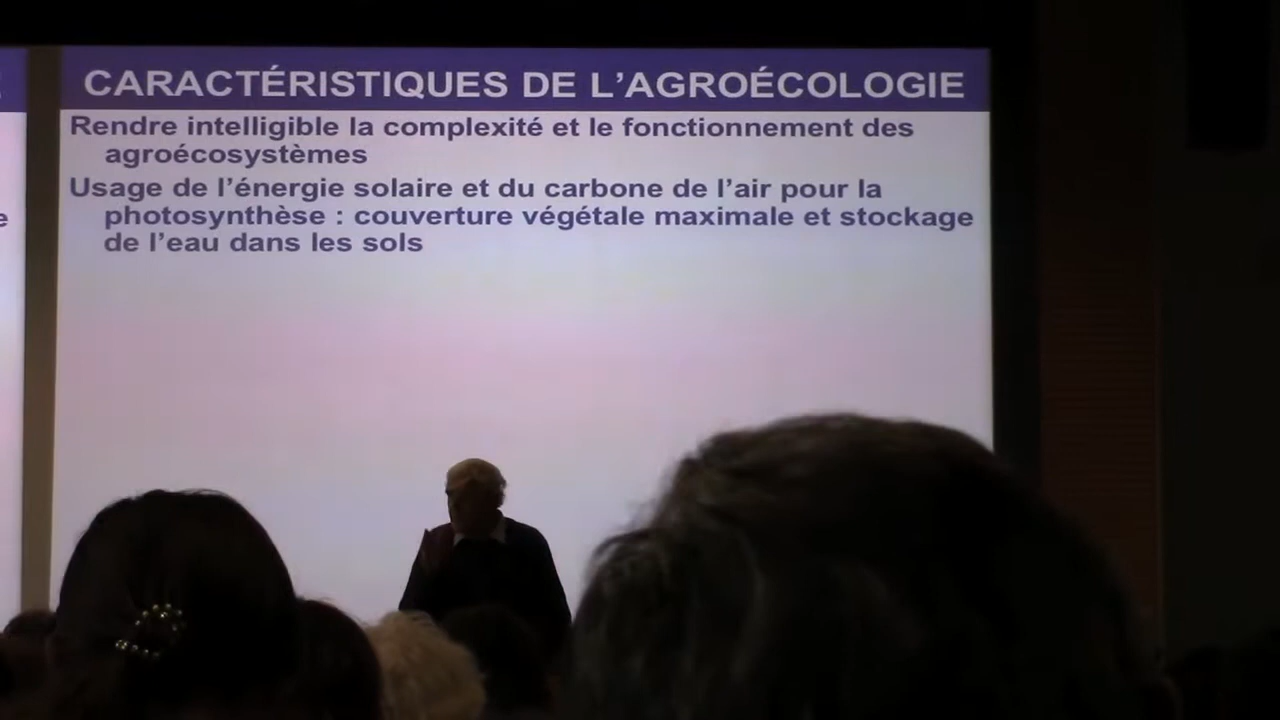 CARACTÉRISTIQUES DE L'AGROÉCOLOGIE
Rendre intelligible la complexité et le fonctionnement des
agroécosystèmes
Usage de l'énergie solaire et du carbone de l'air pour la
photosynthèse : couverture végétale maximale et stockage
de l'eau dans les sols